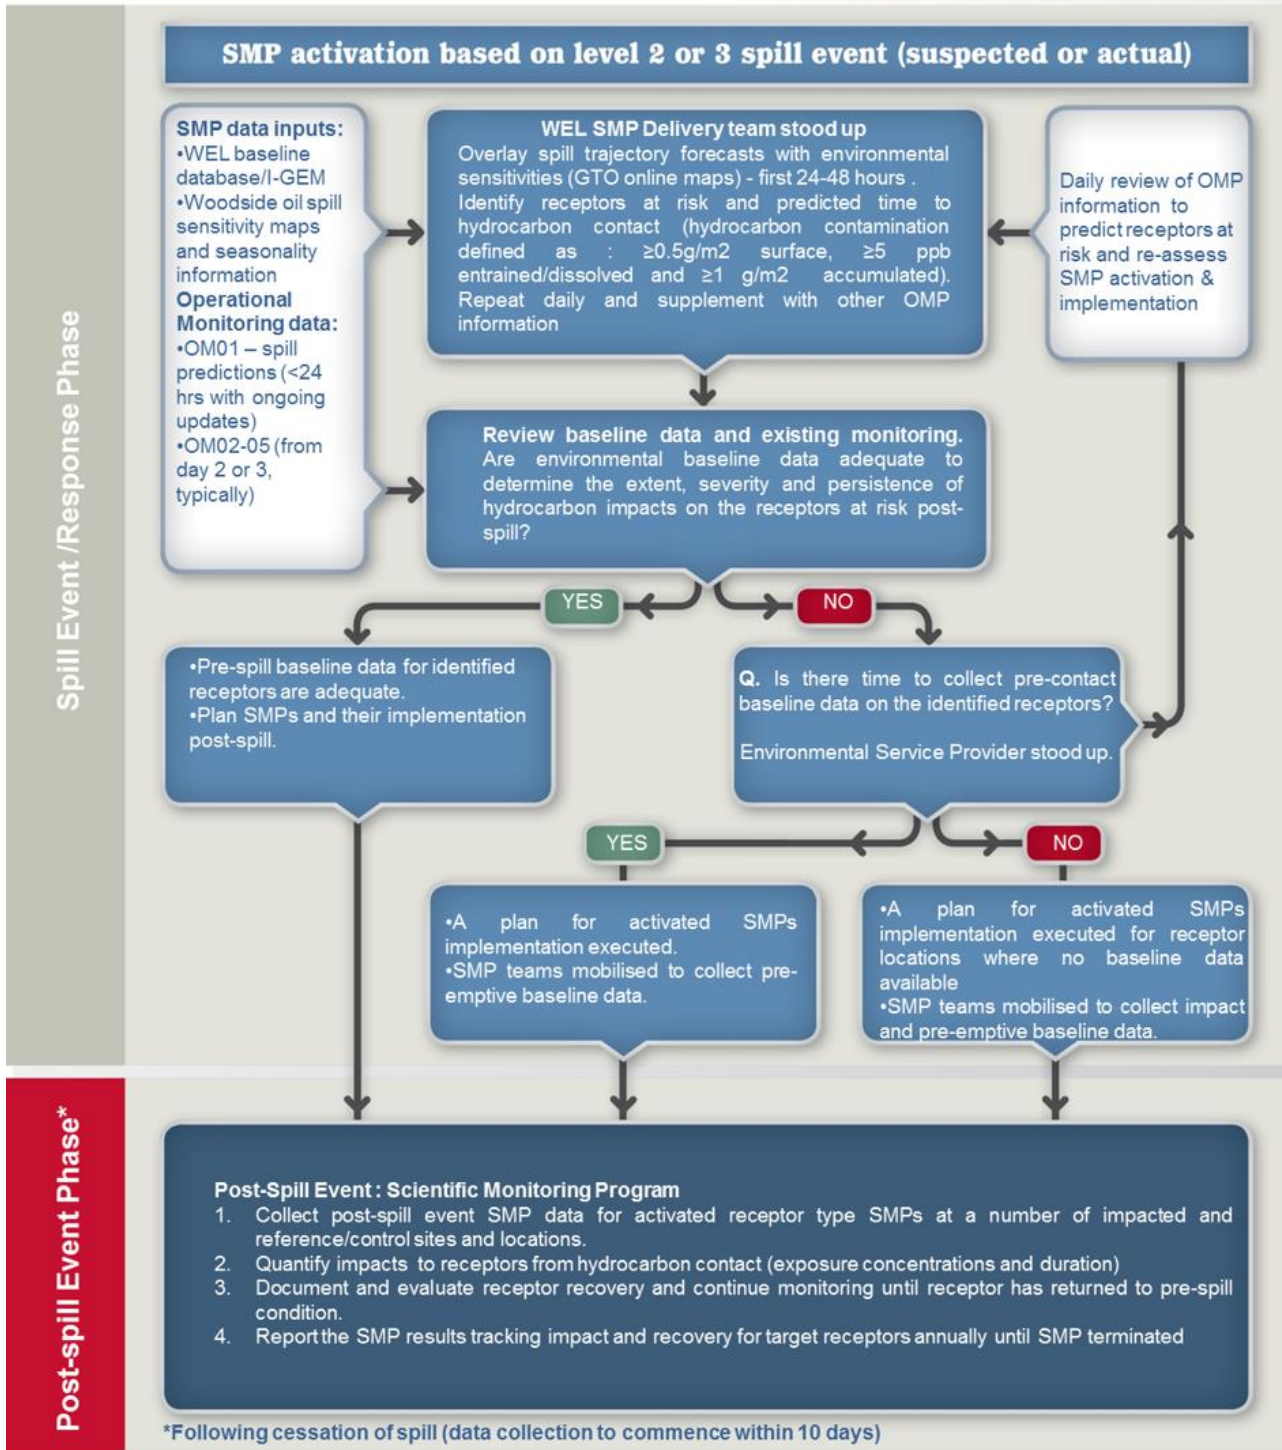 SMP activation based on level 2 or 3 spill event (suspected or actual)
Spill Event /Response Phase
SMP data inputs:
•WEL baseline
database/I-GEM
•Woodside oil spill
sensitivity maps
and seasonality
information
Operational
Monitoring data:
•OM01 – spill
predictions (<24
hrs with ongoing
updates)
•OM02-05 (from
day 2 or 3,
typically)
WEL SMP Delivery team stood up
Overlay spill trajectory forecasts with environmental
sensitivities (GTO online maps) - first 24-48 hours .
Identify receptors at risk and predicted time to
hydrocarbon contact (hydrocarbon contamination
defined as : ≥0.5g/m2 surface, ≥5 ppb
entrained/dissolved and ≥1 g/m2 accumulated).
Repeat daily and supplement with other OMP
information
Daily review of OMP
information to
predict receptors at
risk and re-assess
SMP activation &
implementation
Review baseline data and existing monitoring.
Are environmental baseline data adequate to
determine the extent, severity and persistence of
hydrocarbon impacts on the receptors at risk post-
spill?
YES
NO
•Pre-spill baseline data for identified
receptors are adequate.
•Plan SMPs and their implementation
post-spill.
Q. Is there time to collect pre-contact
baseline data on the identified receptors?
Environmental Service Provider stood up.
YES
NO
•A plan for activated SMPs
implementation executed.
•SMP teams mobilised to collect pre-
emptive baseline data.
•A plan for activated SMPs
implementation executed for receptor
locations where no baseline data
available
•SMP teams mobilised to collect impact
and pre-emptive baseline data.
Post-spill Event Phase*
Post-Spill Event : Scientific Monitoring Program
1. Collect post-spill event SMP data for activated receptor type SMPs at a number of impacted and
reference/control sites and locations.
2. Quantify impacts to receptors from hydrocarbon contact (exposure concentrations and duration)
3. Document and evaluate receptor recovery and continue monitoring until receptor has returned to pre-spill
condition.
4. Report the SMP results tracking impact and recovery for target receptors annually until SMP terminated
*Following cessation of spill (data collection to commence within 10 days)